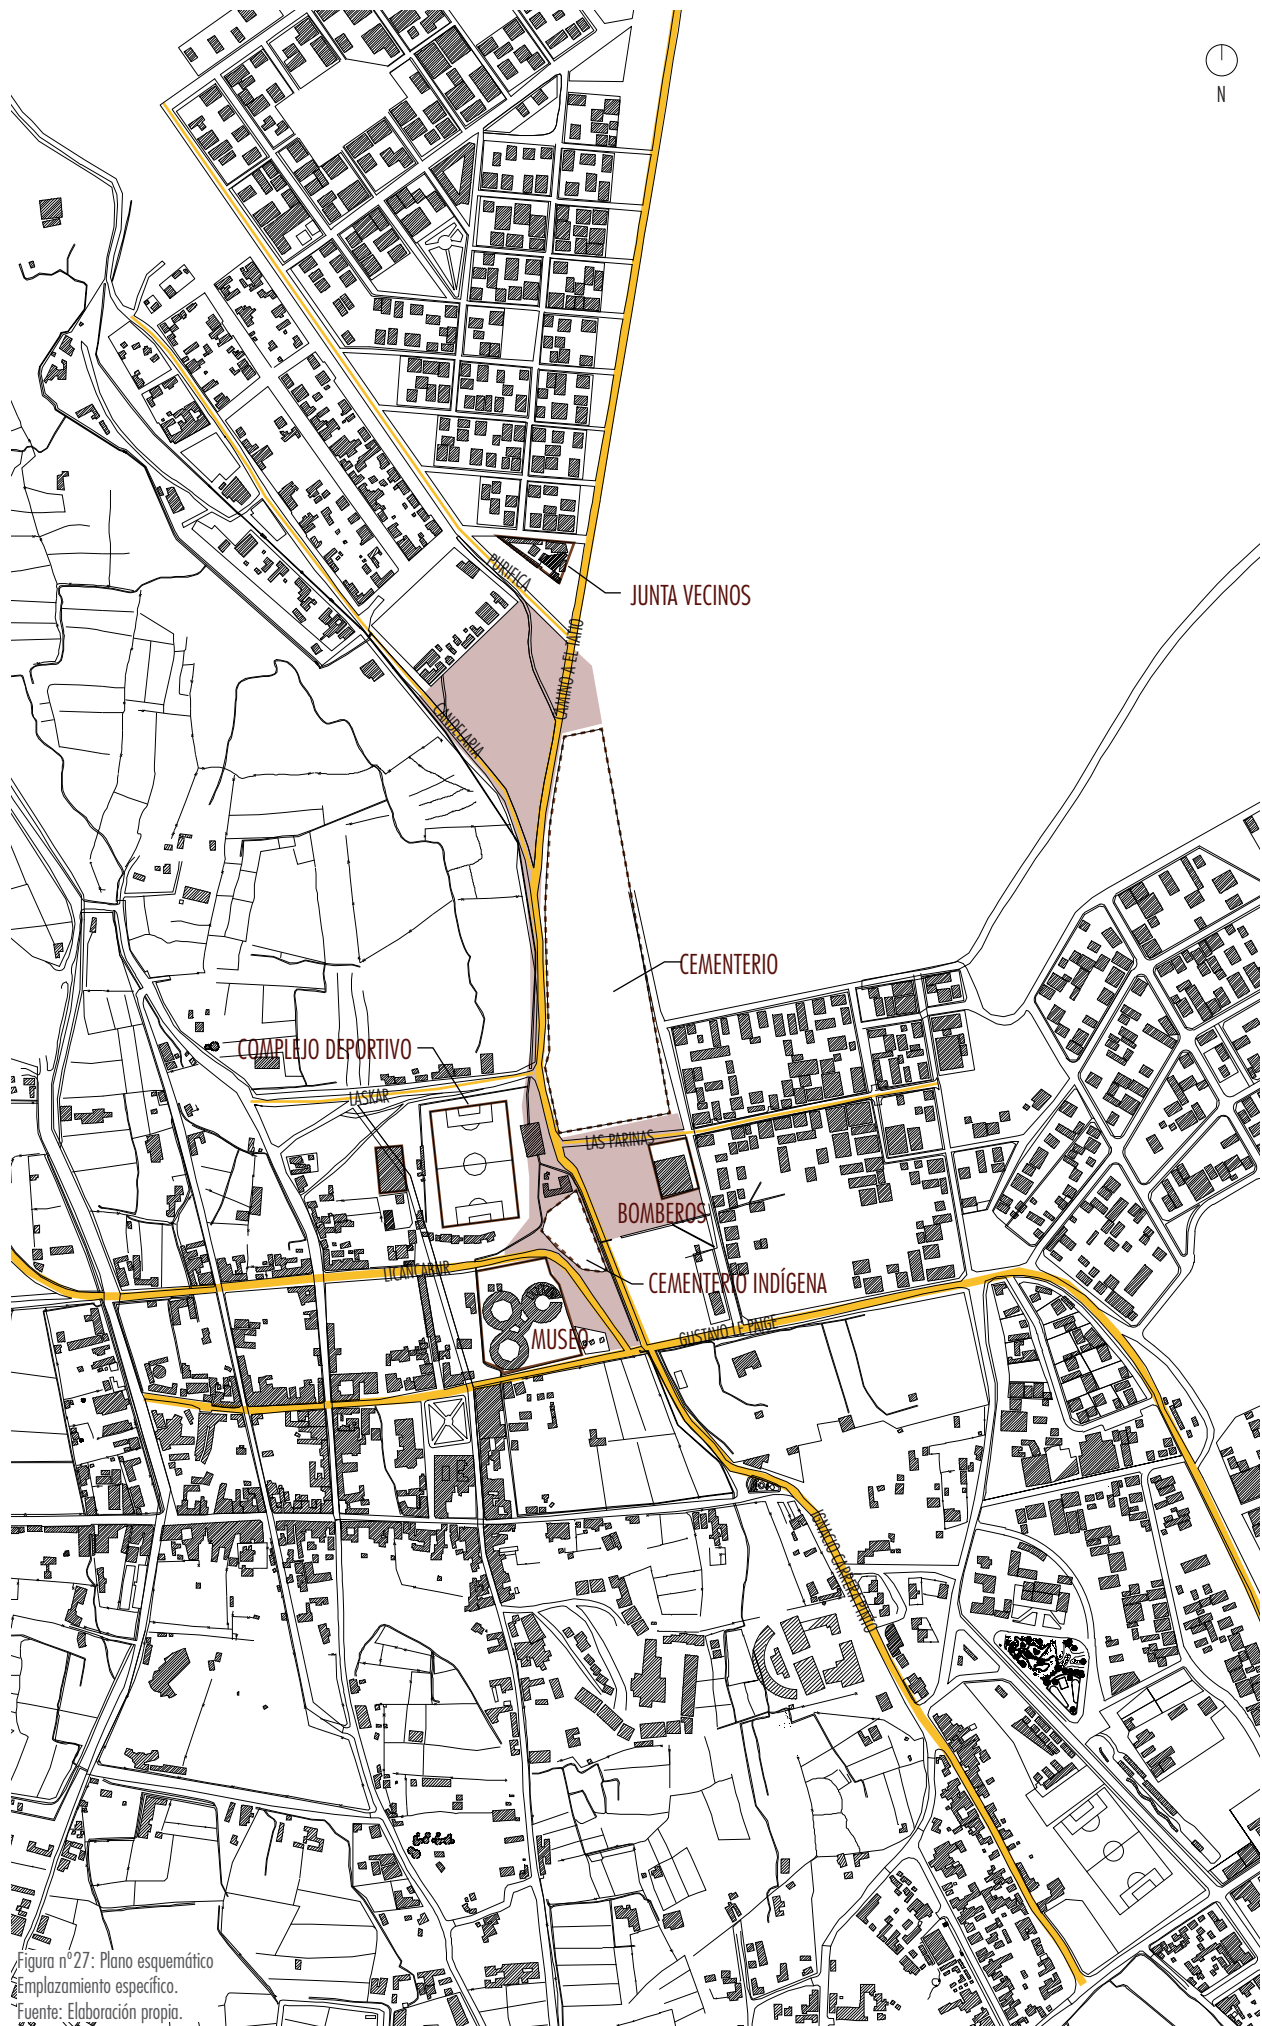 N
PURIFICA
JUNTA VECINOS
CAMINO A EL TATIO
CANDELARIA
CEMENTERIO
COMPLEJO DEPORTIVO
LASKAR
LAS PARINAS
BOMBEROS
LICANCABUR
CEMENTERIO INDÍGENA
GUSTAVO LE PAIGE
MUSEO
IGNACIO CARRERA PINTO
Figura nº27: Plano esquemático
Emplazamiento específico.
Fuente: Elaboración propia.